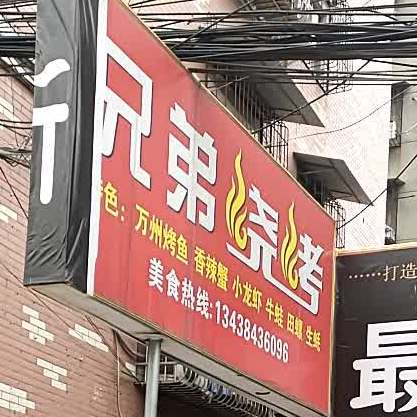 兄弟烧烤
色：万州烤鱼 香辣蟹 小龙虾 牛蛙 田螺 生蚝
美食热线:13438436096
……打造
最